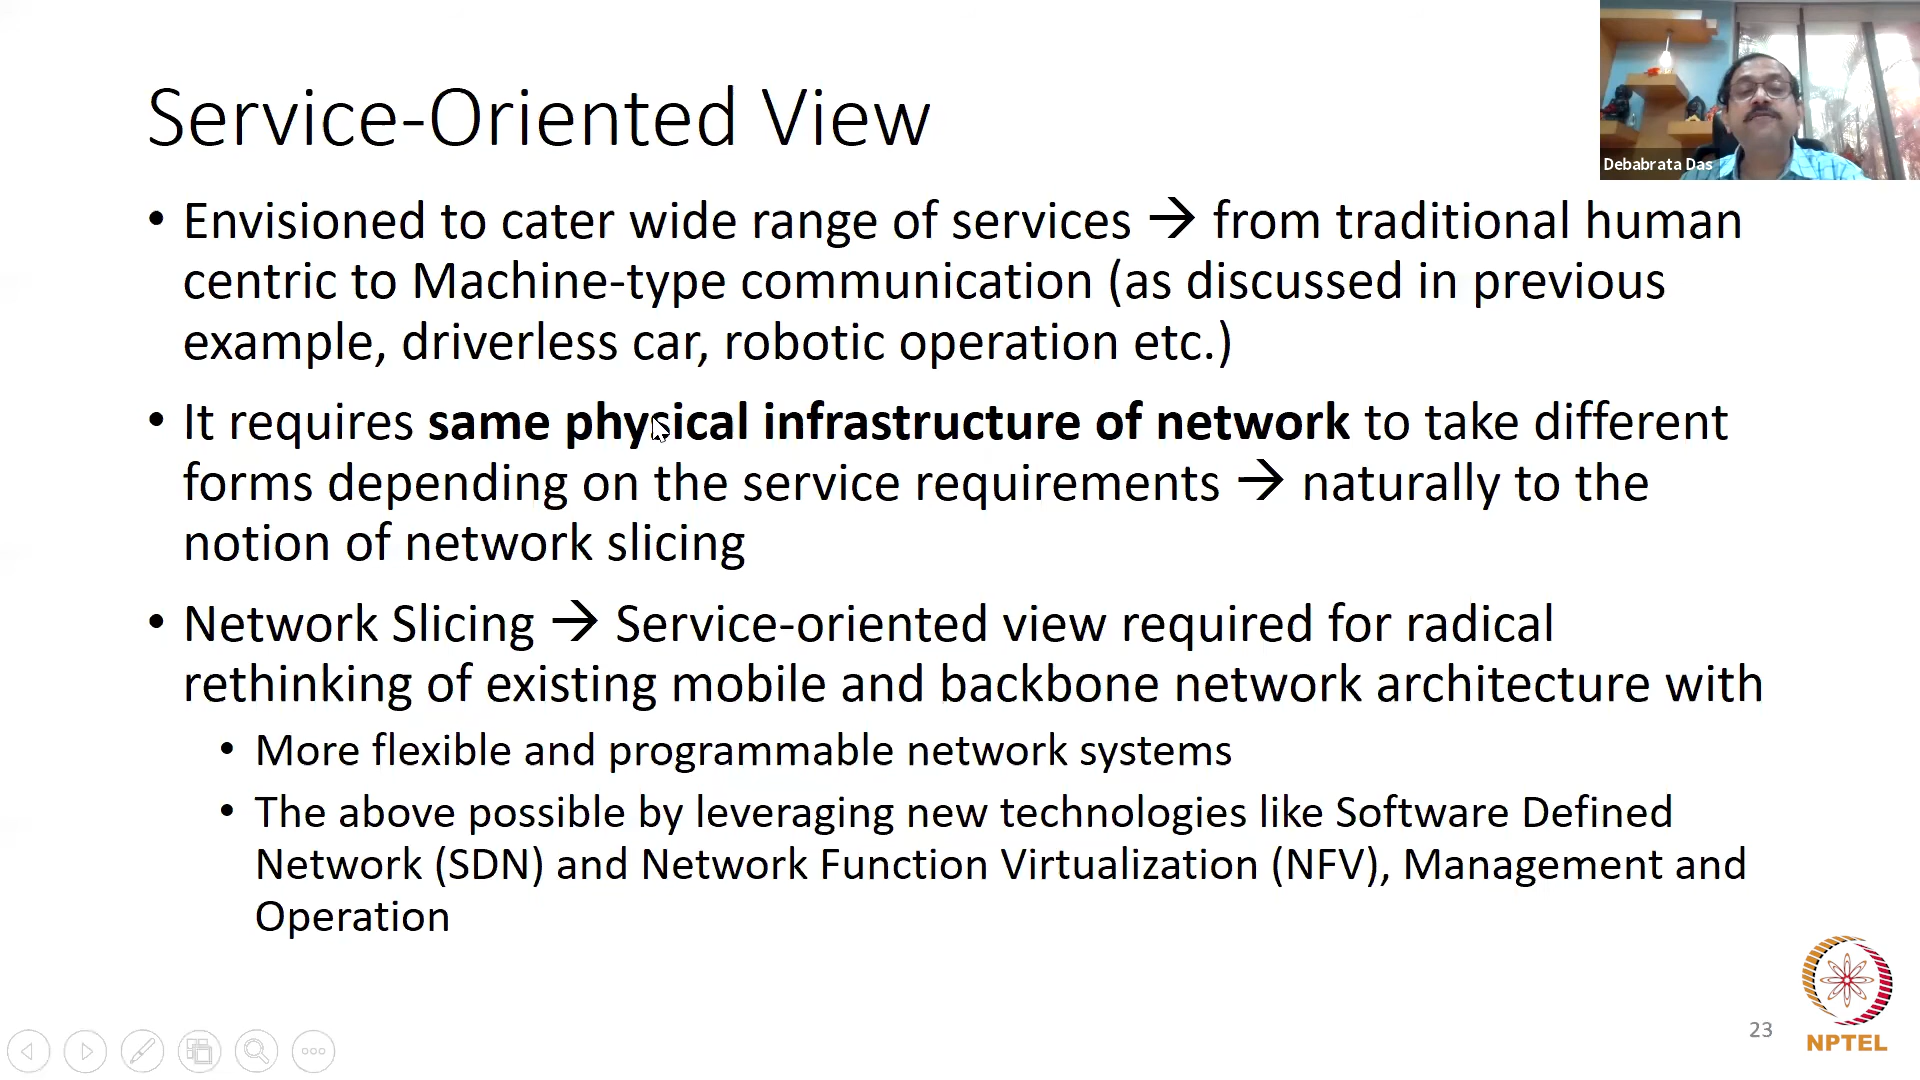 Service-Oriented View
Debabrata Das
• Envisioned to cater wide range of services → from traditional human
centric to Machine-type communication (as discussed in previous
example, driverless car, robotic operation etc.)
• It requires same physical infrastructure of network to take different
forms depending on the service requirements → naturally to the
notion of network slicing
• Network Slicing → Service-oriented view required for radical
rethinking of existing mobile and backbone network architecture with
• More flexible and programmable network systems
• The above possible by leveraging new technologies like Software Defined
Network (SDN) and Network Function Virtualization (NFV), Management and
Operation
23
NPTEL